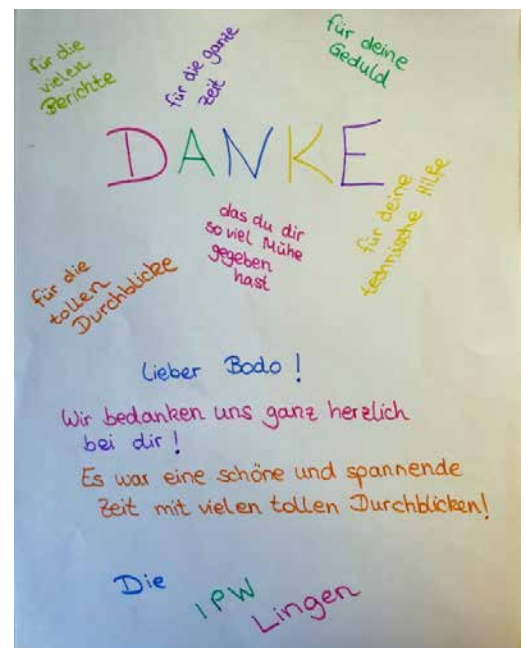 für die
vielen
Berichte
für die ganze
Zeit
für deine
Geduld
DANKE
für die
tollen
Durchblicke
das du dir
so viel Mühe
gegeben
hast
für deine
technische Hilfe
Lieber Bodo !
Wir bedanken uns ganz herzlich
bei dir !
Es war eine schöne und spannende
Zeit mit vielen tollen Durchblicken!
Die
IPW
Lingen